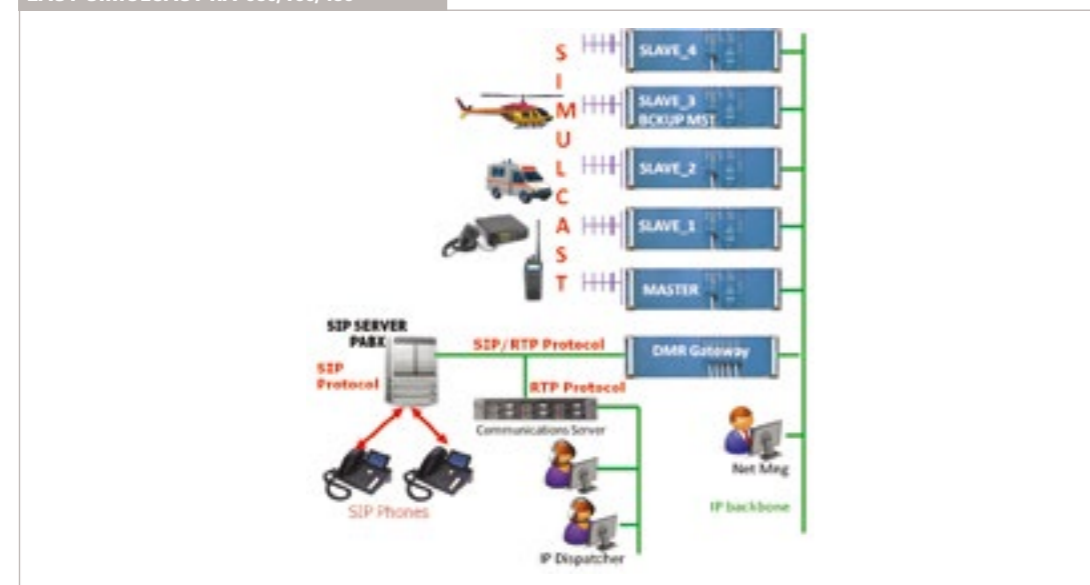 SIMULCAST
SLAVE_4
SLAVE_3
BCKUP MST
SLAVE_2
SLAVE_1
MASTER
SIP SERVER
PABX
SIP/RTP Protocol
DMR Gateway
SIP
Protocol
RTP Protocol
Communications Server
Net Mng
SIP Phones
IP backbone
IP Dispatcher